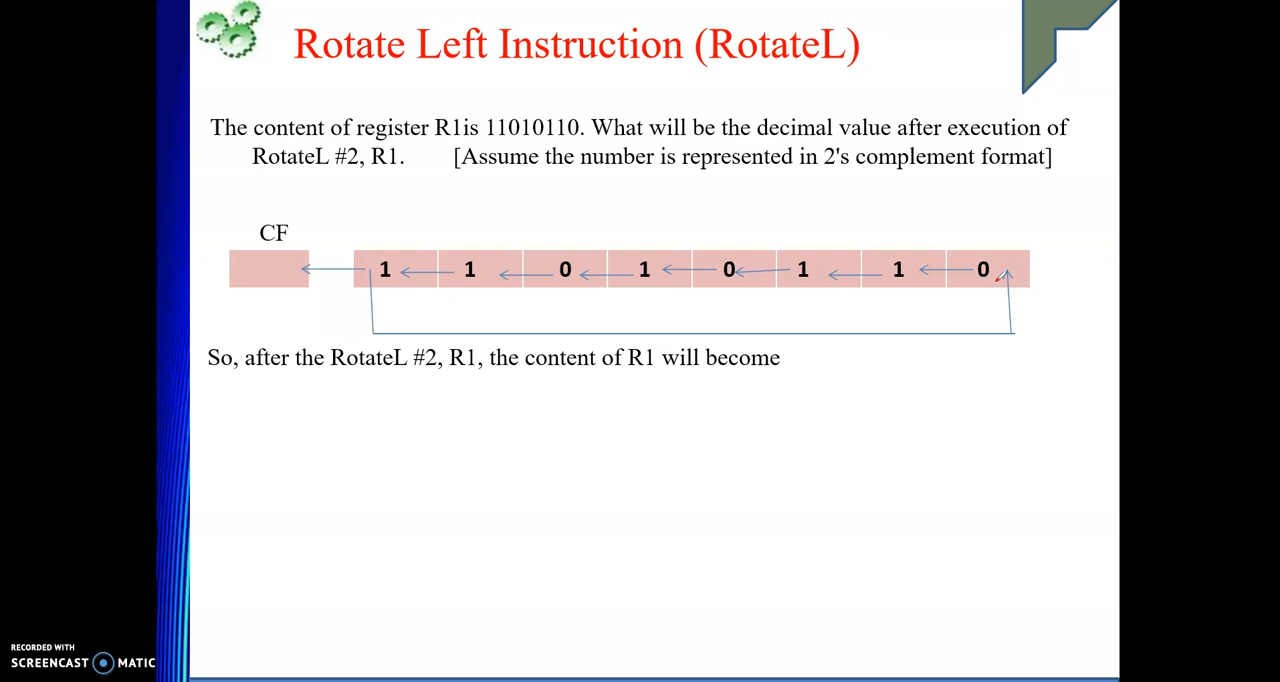 Rotate Left Instruction (RotateL)
The content of register R1is 11010110. What will be the decimal value after execution of
RotateL #2, R1. [Assume the number is represented in 2's complement format]
CF
1 1 0 1 0 1 1 0
So, after the RotateL #2, R1, the content of R1 will become
RECORDED WITH
SCREENCAST MATIC